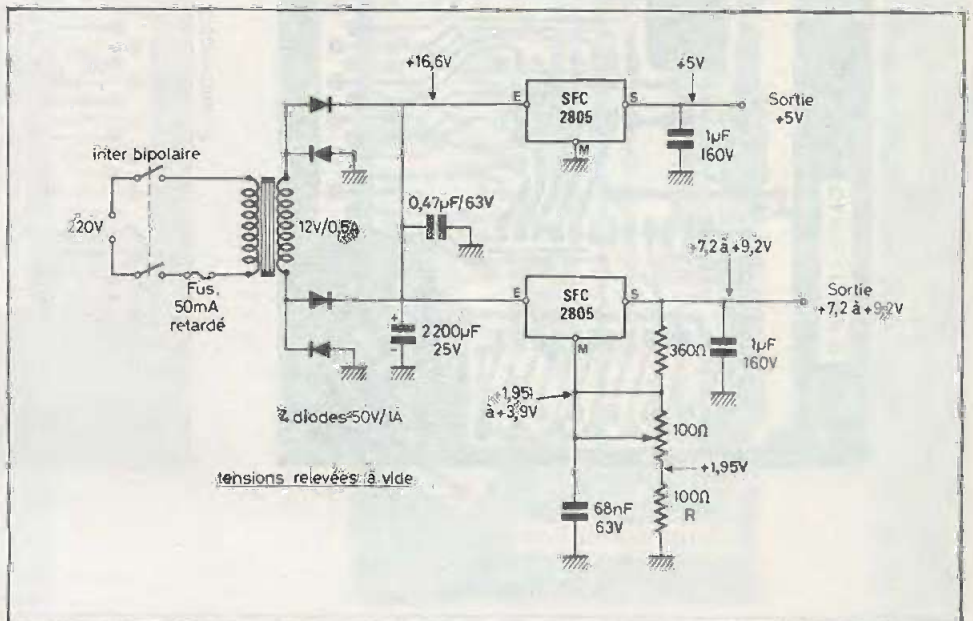 +16,6V
E
SFC
2805
S
M
+5V
Sortie
+5V
1µF
160V
inter bipolaire
220V
Fus.
50mA
retardé
12V/0,5A
0,47µF/63V
+
-
2200µF
25V
4 diodes 50V/1A
tensions relevées à vide
E
SFC
2805
S
M
+7,2 à +9,2V
Sortie
+7,2 à +9,2V
360Ω
1µF
160V
+1,95
à +3,9V
100Ω
+1,95V
100Ω
R
68nF
63V